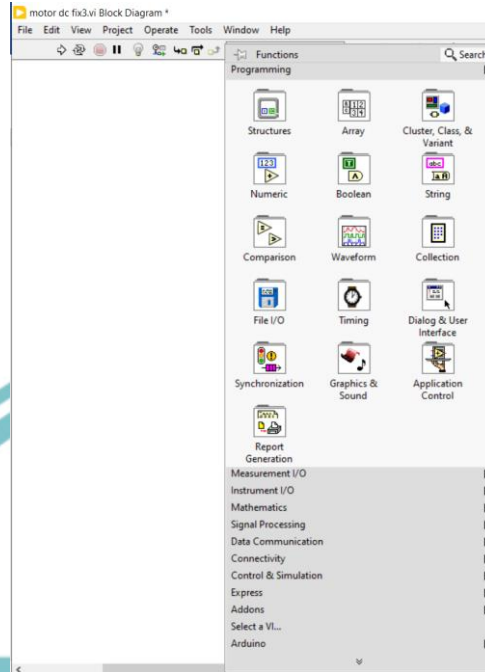 motor dc fix3.vi Block Diagram *
File Edit View Project Operate Tools Window Help
Functions
Search
Programming
Structures
Array
Cluster, Class, &
Variant
Numeric
Boolean
String
Comparison
Waveform
Collection
File I/O
Timing
Dialog & User
Interface
Synchronization
Graphics &
Sound
Application
Control
Report
Generation
Measurement I/O
Instrument I/O
Mathematics
Signal Processing
Data Communication
Connectivity
Control & Simulation
Express
Addons
Select a VI...
Arduino